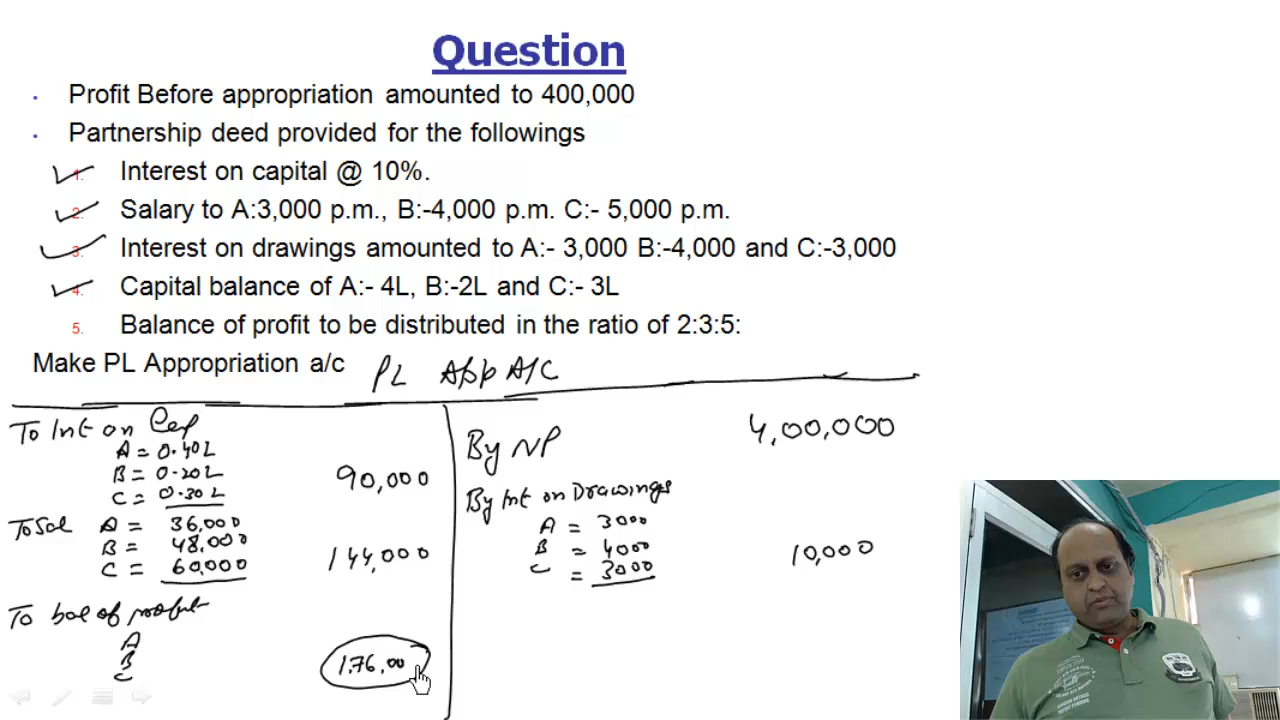 Question
• Profit Before appropriation amounted to 400,000
• Partnership deed provided for the followings
1. Interest on capital @ 10%.
2. Salary to A:3,000 p.m., B:-4,000 p.m. C:- 5,000 p.m.
3. Interest on drawings amounted to A:- 3,000 B:-4,000 and C:-3,000
4. Capital balance of A:- 4L, B:-2L and C:- 3L
5. Balance of profit to be distributed in the ratio of 2:3:5:
Make PL Appropriation a/c
PL App A/C
To Int on Cap
A = 0.40L
B = 0.20L
C = 0.30L
90,000
To Sal A = 36,000
B = 48,000
C = 60,000
144,000
To bal of profit
A
B
C
1,76,00
By NP
4,00,000
By Int on Drawings
A = 3000
B = 4000
C = 3000
10,000